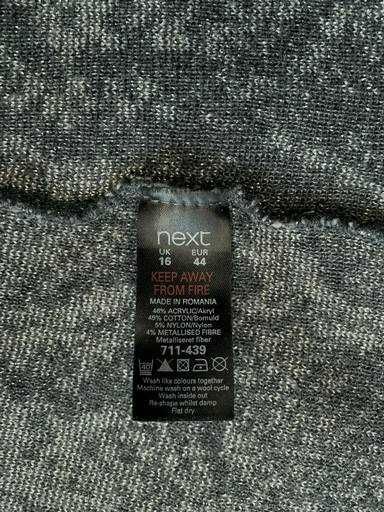 next
UK EUR
16 44
KEEP AWAY
FROM FIRE
MADE IN ROMANIA
46% ACRYLIC/Akryl
45% COTTON/Bomuld
5% NYLON/Nylon
4% METALLISED FIBRE
Metalliseret fiber
711-439
40
Wash like colours together
Machine wash on a wool cycle
Wash inside out
Re-shape whilst damp
Flat dry